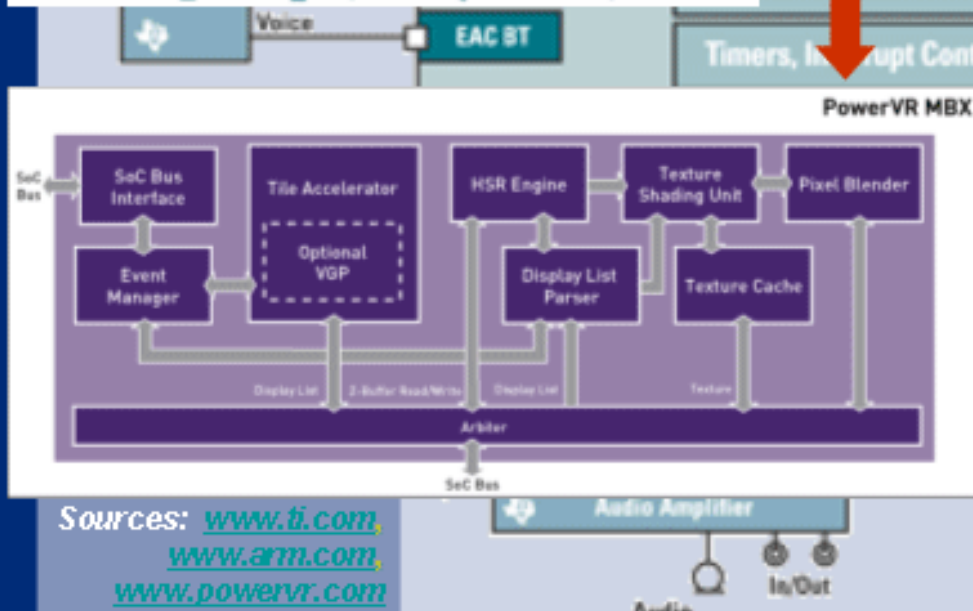 Voice
EAC BT
Timers,
PowerVR MBX
SoC
Bus
SoC Bus
Interface
Tile Accelerator
HSR Engine
Texture
Shading Unit
Pixel Blender
Optional
VGP
Event
Manager
Display List
Parser
Texture Cache
Display List
Z-Buffer Read/Write
Display List
Texture
Arbiter
SoC Bus
Sources: www.ti.com,
www.arm.com,
www.powervr.com
Audio Amplifier
In/Out
Audio